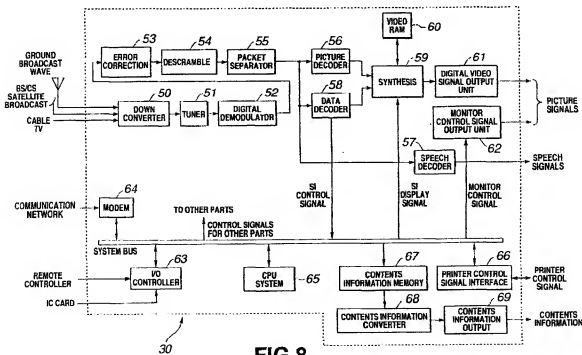 GROUND BROADCAST WAVE
BS/CS SATELLITE BROADCAST
CABLE TV
53
ERROR CORRECTION
54
DESCRAMBLE
55
PACKET SEPARATOR
56
PICTURE DECODER
VIDEO RAM
60
59
SYNTHESIS
61
DIGITAL VIDEO SIGNAL OUTPUT UNIT
50
DOWN CONVERTER
51
TUNER
52
DIGITAL DEMODULATOR
58
DATA DECODER
MONITOR CONTROL SIGNAL OUTPUT UNIT
62
PICTURE SIGNALS
57
SPEECH DECODER
SPEECH SIGNALS
SI CONTROL SIGNAL
SI DISPLAY SIGNAL
MONITOR CONTROL SIGNAL
COMMUNICATION NETWORK
64
MODEM
TO OTHER PARTS
CONTROL SIGNALS FOR OTHER PARTS
SYSTEM BUS
63
REMOTE CONTROLLER
I/O CONTROLLER
IC CARD
CPU SYSTEM
65
67
CONTENTS INFORMATION MEMORY
66
PRINTER CONTROL SIGNAL INTERFACE
PRINTER CONTROL SIGNAL
68
CONTENTS INFORMATION CONVERTER
69
CONTENTS INFORMATION OUTPUT
CONTENTS INFORMATION
30
FIG.8